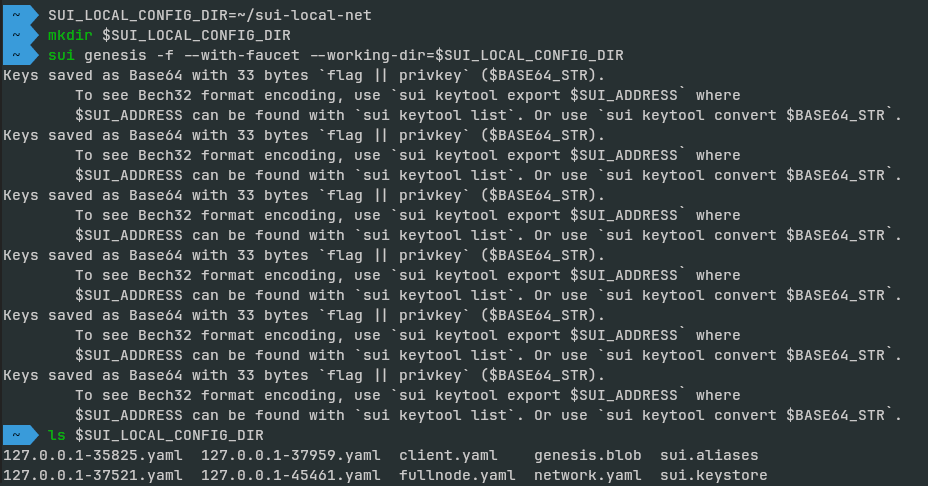 ~ SUI_LOCAL_CONFIG_DIR=~/sui-local-net
~ mkdir $SUI_LOCAL_CONFIG_DIR
~ sui genesis -f --with-faucet --working-dir=$SUI_LOCAL_CONFIG_DIR
Keys saved as Base64 with 33 bytes `flag || privkey` ($BASE64_STR).
To see Bech32 format encoding, use `sui keytool export $SUI_ADDRESS` where
$SUI_ADDRESS can be found with `sui keytool list`. Or use `sui keytool convert $BASE64_STR`.
Keys saved as Base64 with 33 bytes `flag || privkey` ($BASE64_STR).
To see Bech32 format encoding, use `sui keytool export $SUI_ADDRESS` where
$SUI_ADDRESS can be found with `sui keytool list`. Or use `sui keytool convert $BASE64_STR`.
Keys saved as Base64 with 33 bytes `flag || privkey` ($BASE64_STR).
To see Bech32 format encoding, use `sui keytool export $SUI_ADDRESS` where
$SUI_ADDRESS can be found with `sui keytool list`. Or use `sui keytool convert $BASE64_STR`.
Keys saved as Base64 with 33 bytes `flag || privkey` ($BASE64_STR).
To see Bech32 format encoding, use `sui keytool export $SUI_ADDRESS` where
$SUI_ADDRESS can be found with `sui keytool list`. Or use `sui keytool convert $BASE64_STR`.
Keys saved as Base64 with 33 bytes `flag || privkey` ($BASE64_STR).
To see Bech32 format encoding, use `sui keytool export $SUI_ADDRESS` where
$SUI_ADDRESS can be found with `sui keytool list`. Or use `sui keytool convert $BASE64_STR`.
Keys saved as Base64 with 33 bytes `flag || privkey` ($BASE64_STR).
To see Bech32 format encoding, use `sui keytool export $SUI_ADDRESS` where
$SUI_ADDRESS can be found with `sui keytool list`. Or use `sui keytool convert $BASE64_STR`.
~ ls $SUI_LOCAL_CONFIG_DIR
127.0.0.1-35825.yaml 127.0.0.1-37959.yaml client.yaml genesis.blob sui.aliases
127.0.0.1-37521.yaml 127.0.0.1-45461.yaml fullnode.yaml network.yaml sui.keystore